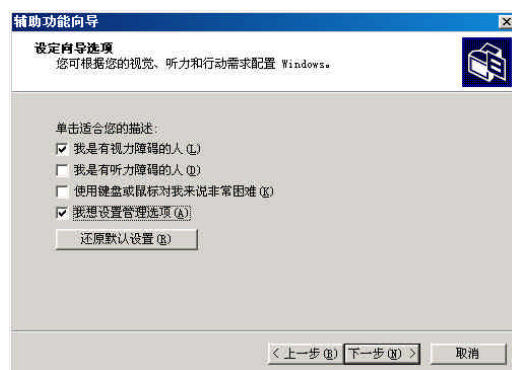 辅助功能向导
设定向导选项
您可根据您的视觉、听力和行动需求配置 Windows。
单击适合您的描述:
我是有视力障碍的人(L)
我是有听力障碍的人(D)
使用键盘或鼠标对我来说非常困难(K)
我想设置管理选项(A)
还原默认设置(R)
< 上一步(B) 下一步(N) > 取消